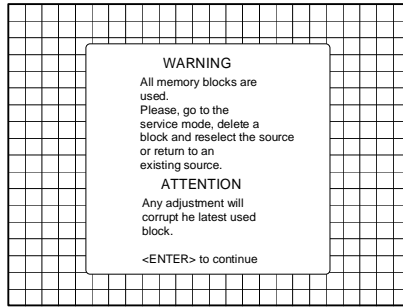 WARNING
All memory blocks are
used.
Please, go to the
service mode, delete a
block and reselect the source
or return to an
existing source.
ATTENTION
Any adjustment will
corrupt he latest used
block.
<ENTER> to continue